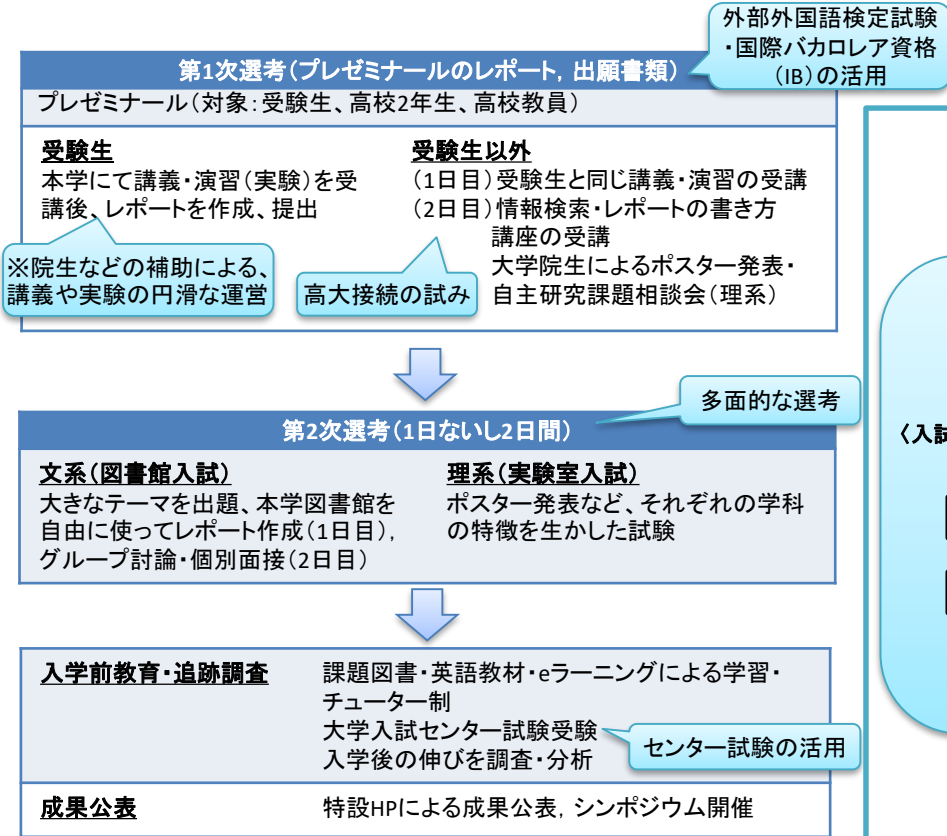 外部外国語検定試験
・国際バカロレア資格
（IB）の活用
第1次選考（プレゼミナールのレポート，出願書類）
プレゼミナール（対象：受験生、高校2年生、高校教員）
受験生
本学にて講義・演習（実験）を受
講後、レポートを作成、提出
※院生などの補助による、
講義や実験の円滑な運営
受験生以外
（1日目）受験生と同じ講義・演習の受講
（2日目）情報検索・レポートの書き方
講座の受講
大学院生によるポスター発表・
自主研究課題相談会（理系）
高大接続の試み
多面的な選考
第2次選考（1日ないし2日間）
文系（図書館入試）
大きなテーマを出題、本学図書館を
自由に使ってレポート作成（1日目），
グループ討論・個別面接（2日目）
理系（実験室入試）
ポスター発表など、それぞれの学科
の特徴を生かした試験
入学前教育・追跡調査
課題図書・英語教材・eラーニングによる学習・
チューター制
大学入試センター試験受験
入学後の伸びを調査・分析
センター試験の活用
成果公表
特設HPによる成果公表，シンポジウム開催
〈入試